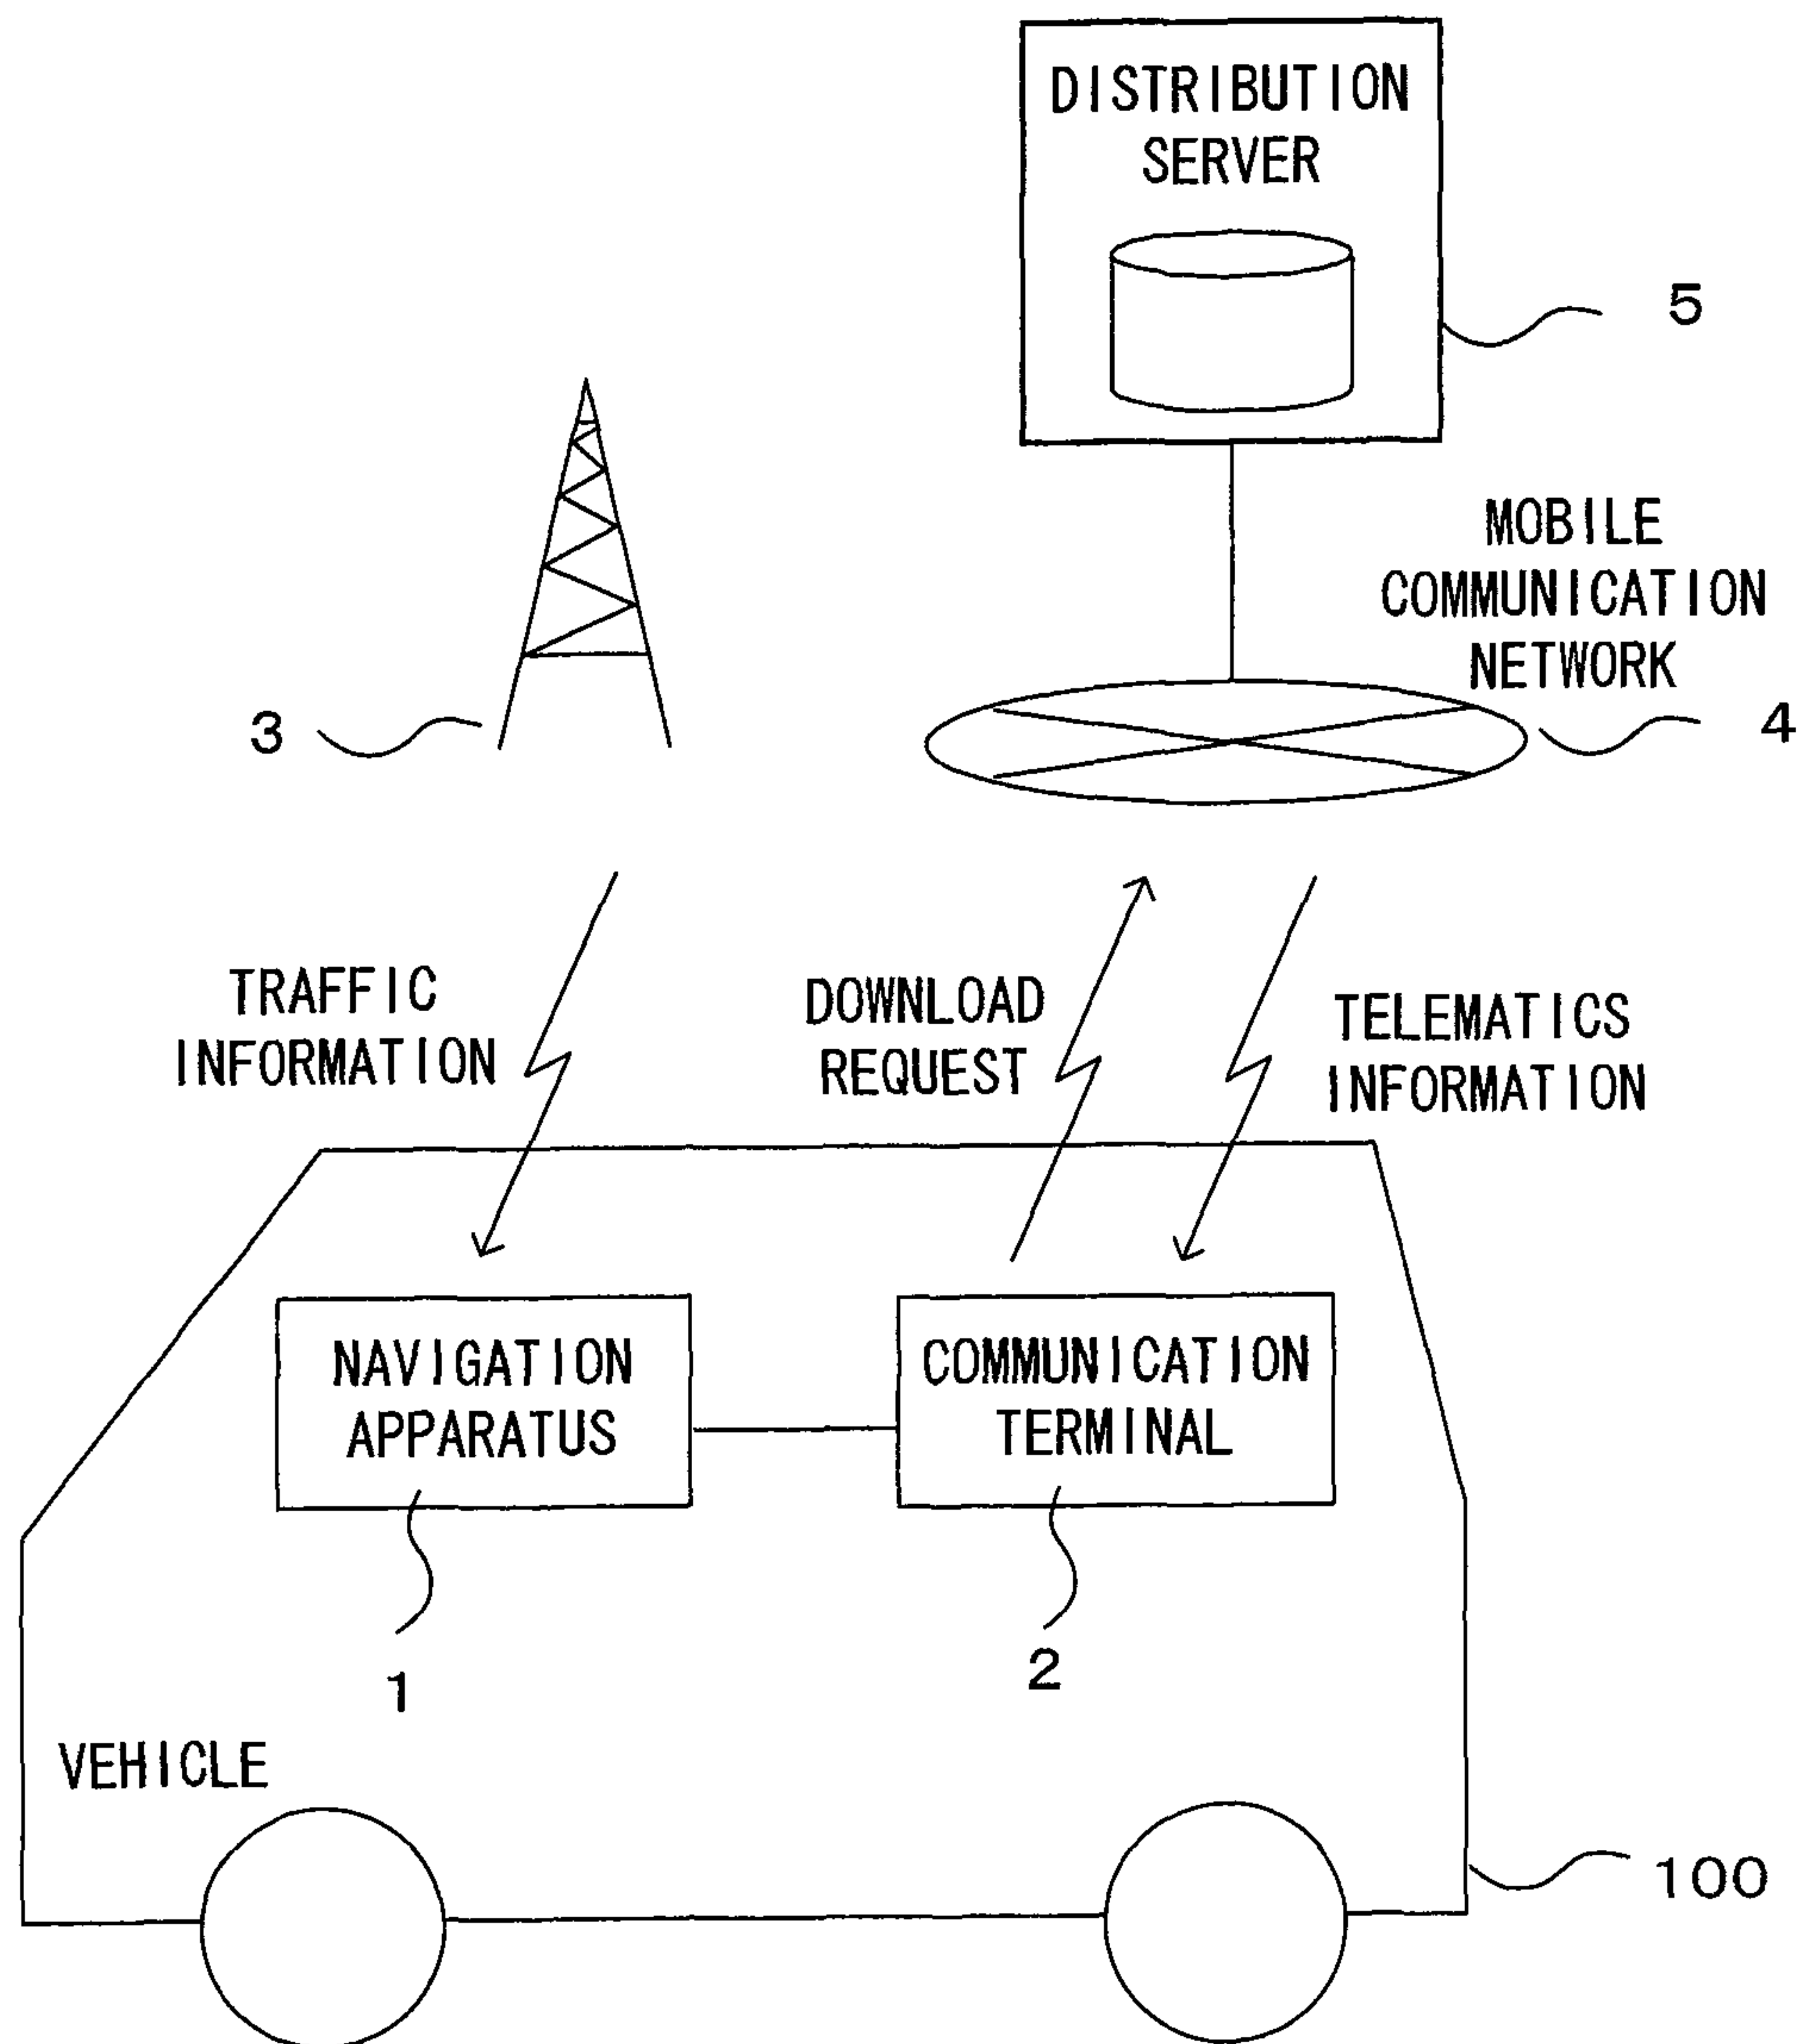 DISTRIBUTION
SERVER
5
MOBILE
COMMUNICATION
NETWORK
3
4
TRAFFIC
INFORMATION
DOWNLOAD
REQUEST
TELEMATICS
INFORMATION
NAVIGATION
APPARATUS
COMMUNICATION
TERMINAL
1
2
VEHICLE
100